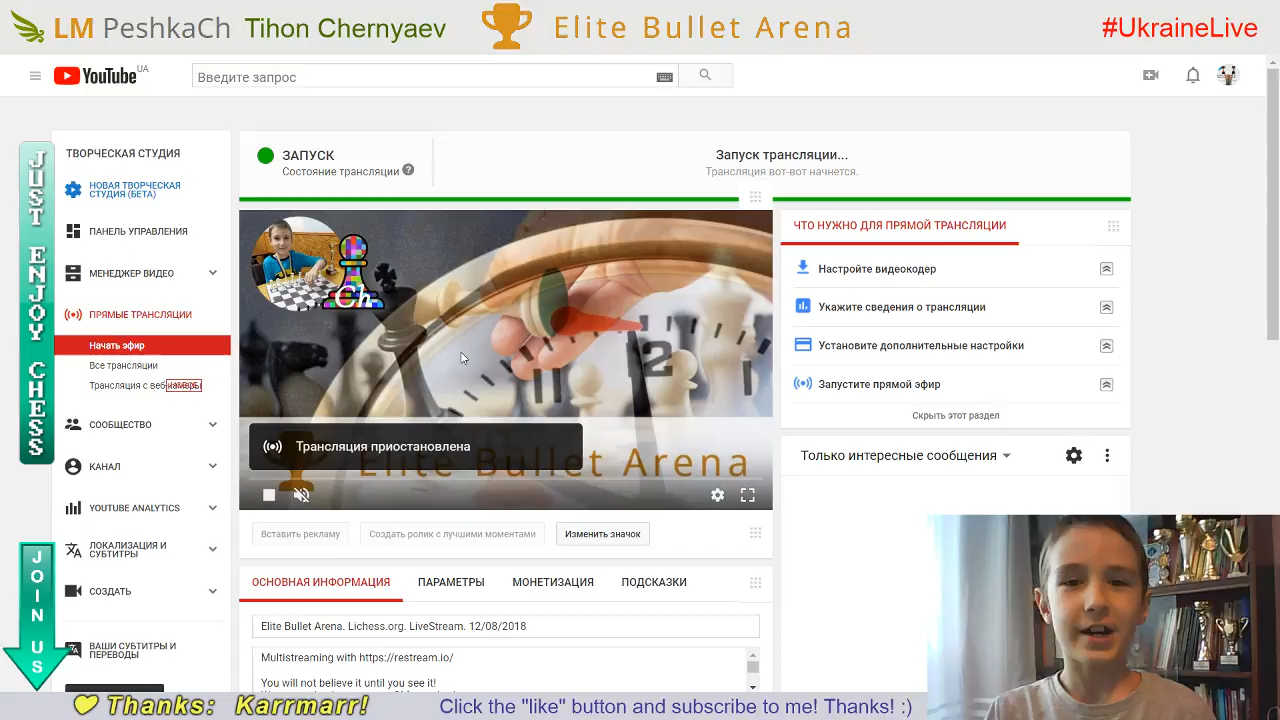 LM PeshkaCh Tihon Chernyaev
Elite Bullet Arena
#UkraineLive
YouTube UA
Введите запрос
JUST ENJOY CHESS
JOIN US
ТВОРЧЕСКАЯ СТУДИЯ
НОВАЯ ТВОРЧЕСКАЯ
СТУДИЯ (БЕТА)
ПАНЕЛЬ УПРАВЛЕНИЯ
МЕНЕДЖЕР ВИДЕО
ПРЯМЫЕ ТРАНСЛЯЦИИ
Начать эфир
Все трансляции
Трансляция с веб-камеры
СООБЩЕСТВО
КАНАЛ
YOUTUBE ANALYTICS
ЛОКАЛИЗАЦИЯ И
СУБТИТРЫ
СОЗДАТЬ
ВАШИ СУБТИТРЫ И
ПЕРЕВОДЫ
ЗАПУСК
Состояние трансляции ?
Запуск трансляции...
Трансляция вот-вот начнется.
Ch
12
Трансляция приостановлена
Elite Bullet Arena
Вставить рекламу
Создать ролик с лучшими моментами
Изменить значок
ОСНОВНАЯ ИНФОРМАЦИЯ
ПАРАМЕТРЫ
МОНЕТИЗАЦИЯ
ПОДСКАЗКИ
Elite Bullet Arena. Lichess.org. LiveStream. 12/08/2018
Multistreaming with https://restream.io/
You will not believe it until you see it!
ЧТО НУЖНО ДЛЯ ПРЯМОЙ ТРАНСЛЯЦИИ
Настройте видеокодер
Укажите сведения о трансляции
Установите дополнительные настройки
Запустите прямой эфир
Скрыть этот раздел
Только интересные сообщения
Thanks: Karrmarr!
Click the "like" button and subscribe to me! Thanks! :)